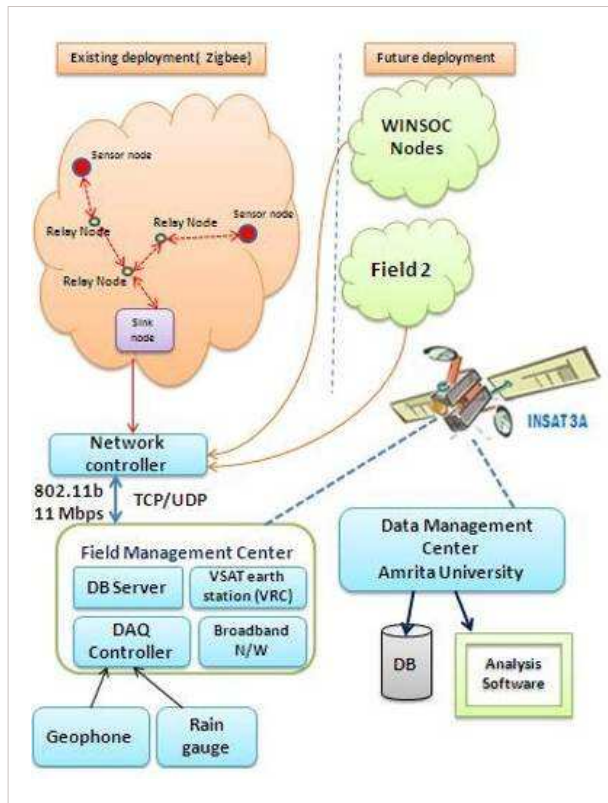 Existing deployment( Zigbee)
Future deployment
WINSOC
Nodes
Sensor node
Relay Node
Relay Node
Sensor node
Relay Node
Field 2
Sink
node
INSAT3A
Network
controller
802.11b
11 Mbps
TCP/UDP
Field Management Center
DB Server
VSAT earth
station (VRC)
DAQ
Controller
Broadband
N/W
Data Management
Center
Amrita University
DB
Analysis
Software
Geophone
Rain
gauge